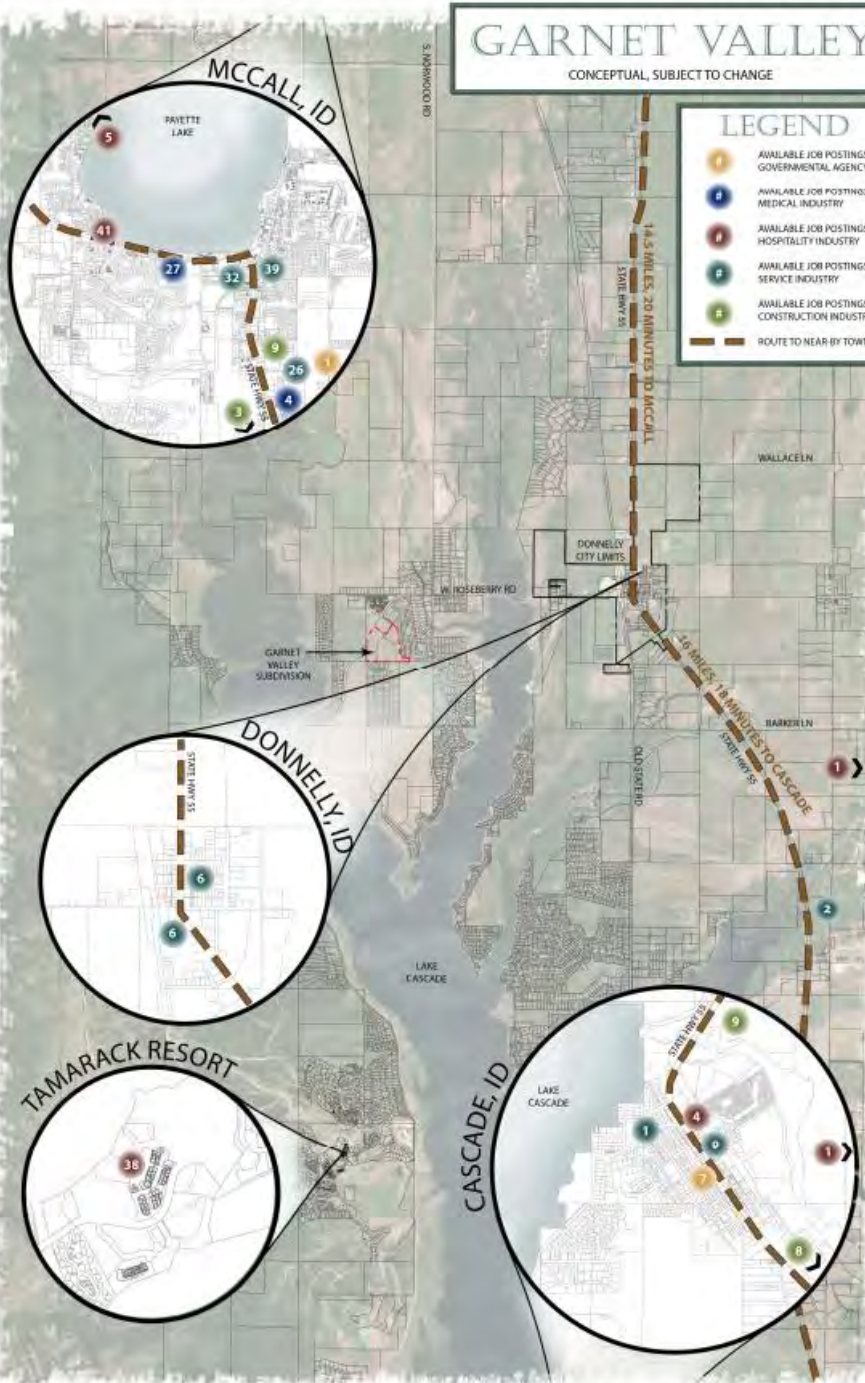 GARNET VALLEY
CONCEPTUAL, SUBJECT TO CHANGE
LEGEND
# AVAILABLE JOB POSTINGS
GOVERNMENTAL AGENCY
# AVAILABLE JOB POSTINGS
MEDICAL INDUSTRY
# AVAILABLE JOB POSTINGS
HOSPITALITY INDUSTRY
# AVAILABLE JOB POSTINGS
SERVICE INDUSTRY
# AVAILABLE JOB POSTINGS
CONSTRUCTION INDUSTR
ROUTE TO NEAR-BY TOWN
S. NORWOOD RD
MCCALL, ID
PAYETTE
LAKE
5
41
27
32
39
9
26
1
4
3
STATE HWY 55
14.5 MILES, 20 MINUTES TO MCCALL
STATE HWY 55
WALLACE LN
DONNELLY
CITY LIMITS
W. ROSEBERRY RD
GARNET
VALLEY
SUBDIVISION
16 MILES, 18 MINUTES TO CASCADE
STATE HWY 55
BARKER LN
OLD STATE RD
1
2
DONNELLY, ID
STATE HWY 55
6
6
LAKE
CASCADE
TAMARACK RESORT
38
CASCADE, ID
STATE HWY 55
LAKE
CASCADE
9
4
1
7
1
8